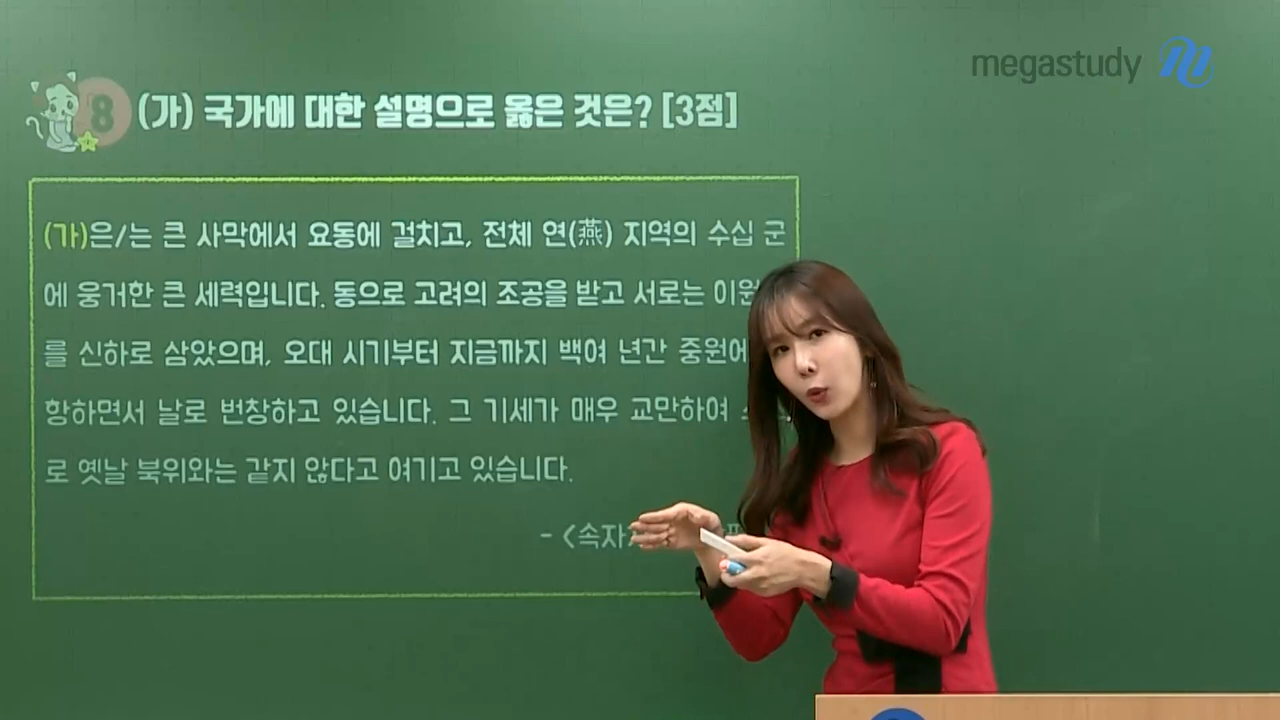 megastudy
8 (가) 국가에 대한 설명으로 옳은 것은? [3점]
(가)은/는 큰 사막에서 요동에 걸치고, 전체 연(燕) 지역의 수십 군
에 웅거한 큰 세력입니다. 동으로 고려의 조공을 받고 서로는
를 신하로 삼았으며, 오대 시기부터 지금까지 백여 년간 중원에
항하면서 날로 번창하고 있습니다. 그 기세가 매우 교만하여
로 옛날 북위와는 같지 않다고 여기고 있습니다.
- <속자